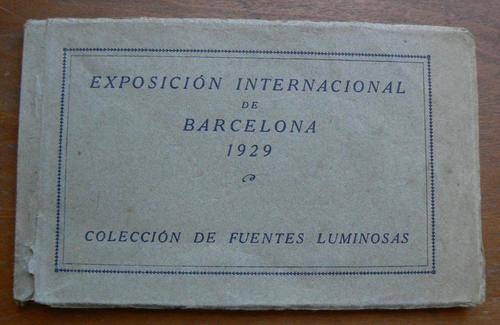 EXPOSICIÓN INTERNACIONAL
DE
BARCELONA
1929
COLECCIÓN DE FUENTES LUMINOSAS